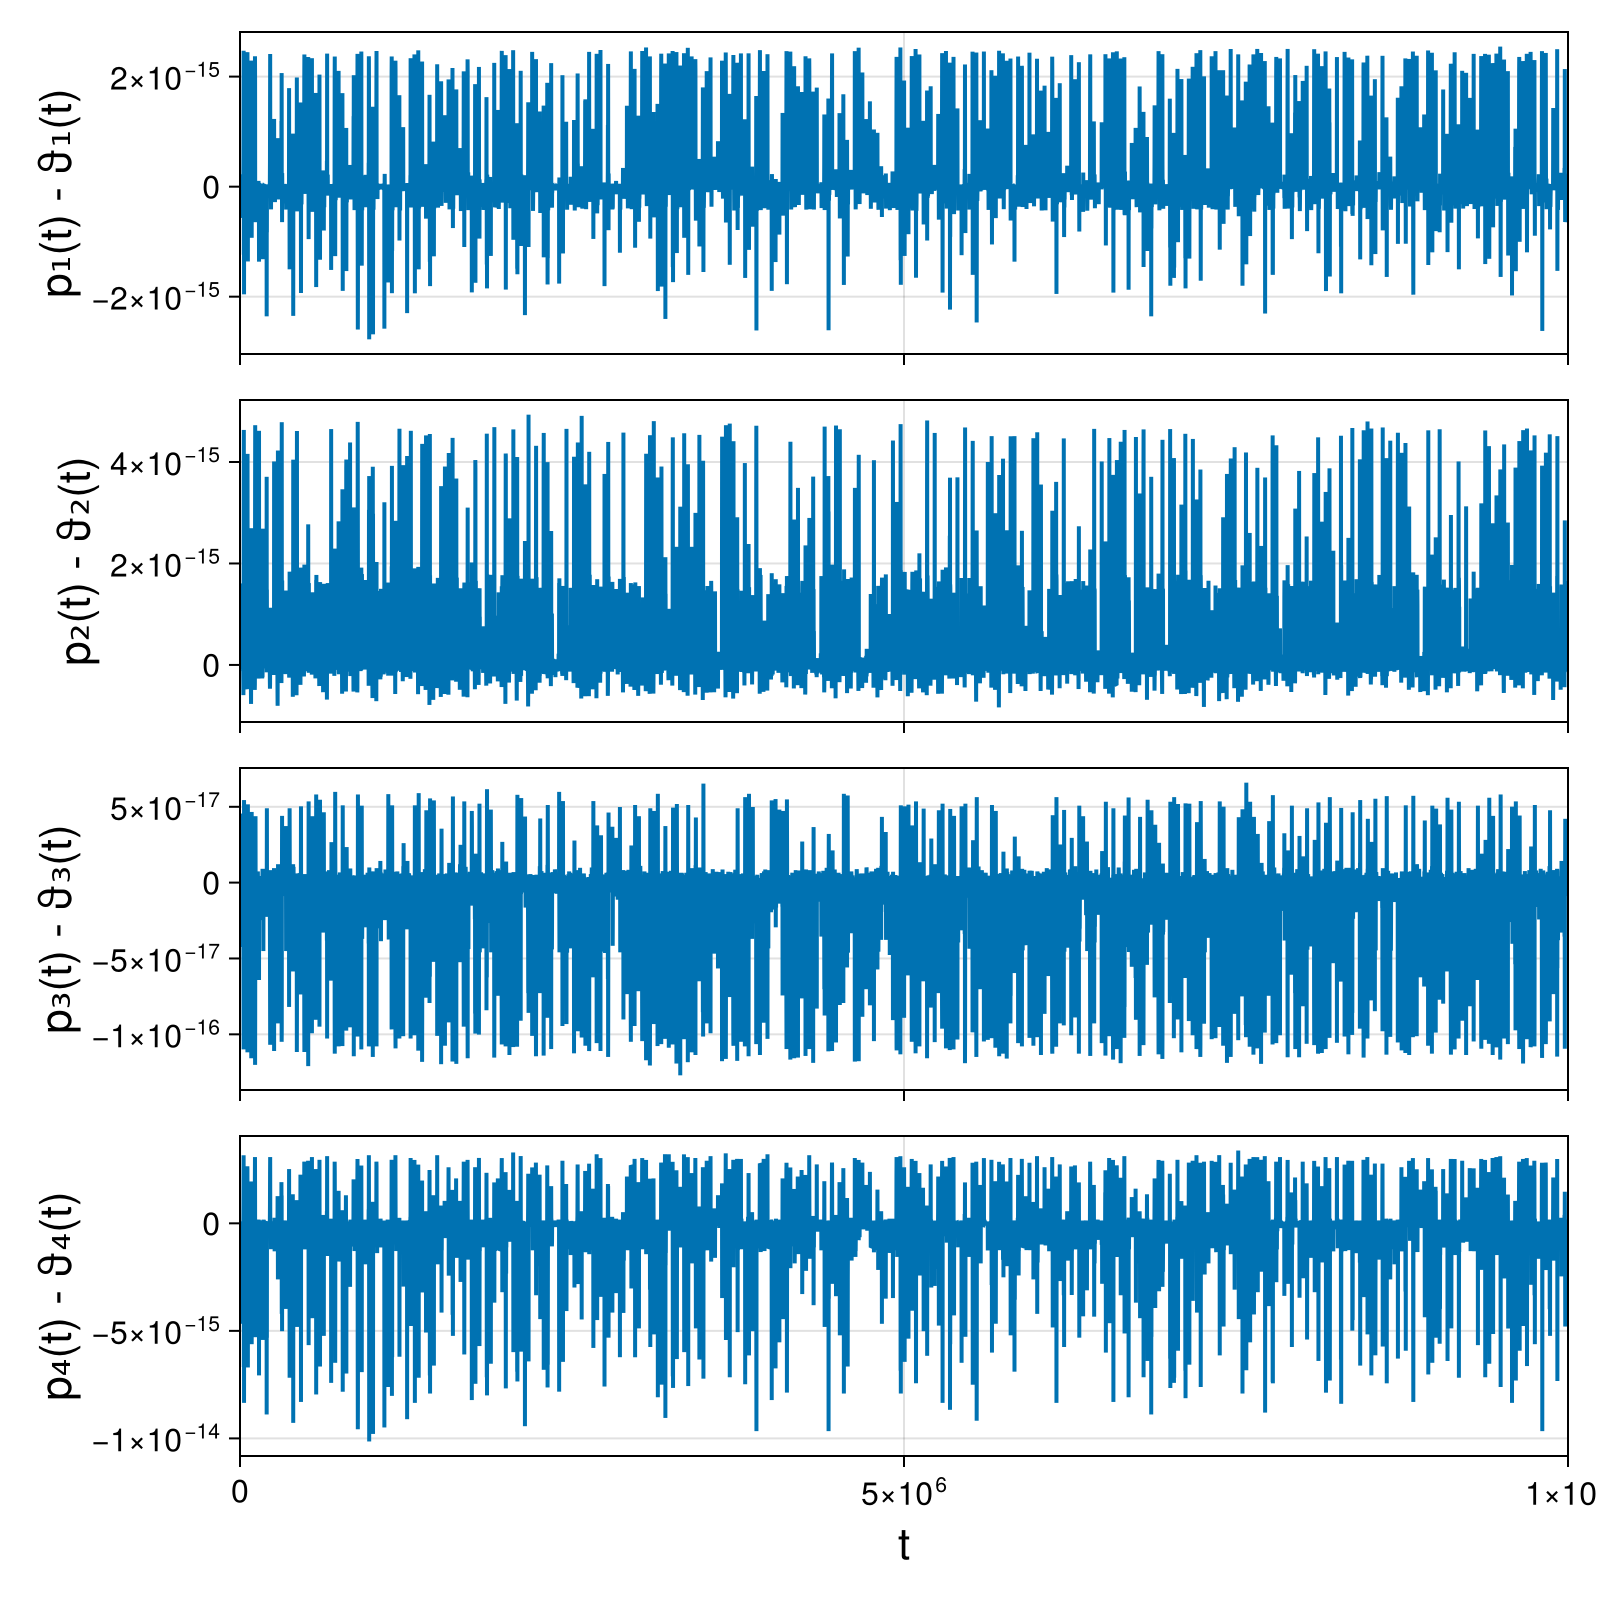 p₁(t) - ϑ₁(t)
2×10⁻¹⁵
0
−2×10⁻¹⁵
p₂(t) - ϑ₂(t)
4×10⁻¹⁵
2×10⁻¹⁵
0
p₃(t) - ϑ₃(t)
5×10⁻¹⁷
0
−5×10⁻¹⁷
−1×10⁻¹⁶
p₄(t) - ϑ₄(t)
0
−5×10⁻¹⁵
−1×10⁻¹⁴
0 5×10⁶ 1×10
t